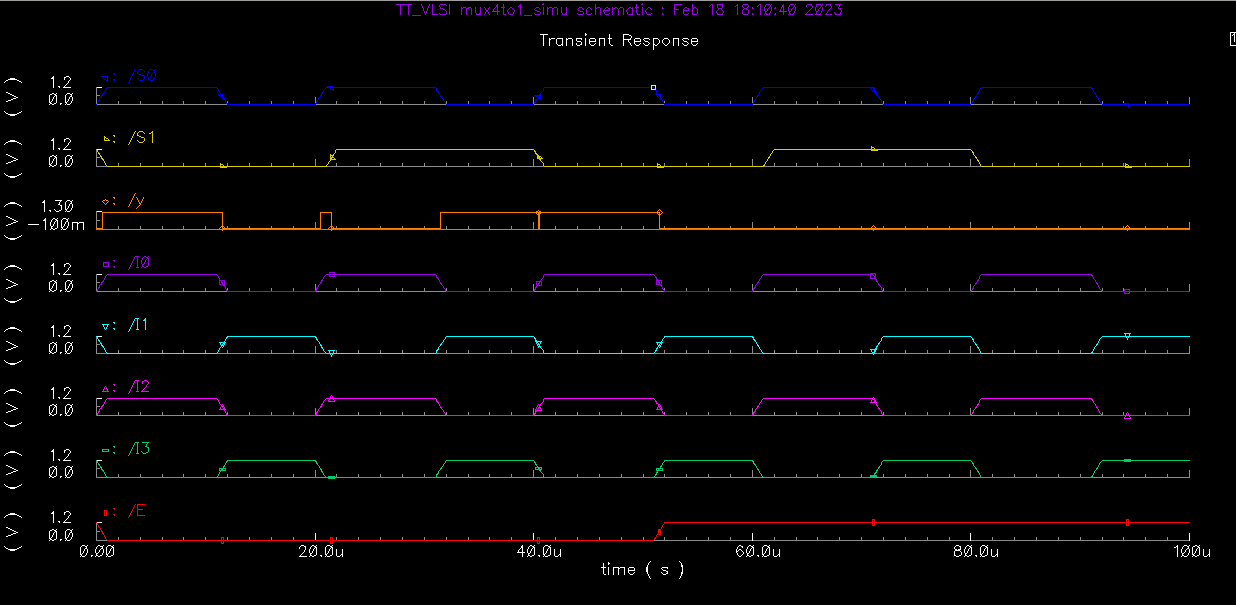 TT_VLSI mux4to1_simu schematic : Feb 18 18:10:40 2023
Transient Response
1
: /S0
(V) 1.2
0.0
: /S1
(V) 1.2
0.0
: /y
(V) 1.30
-100m
: /I0
(V) 1.2
0.0
: /I1
(V) 1.2
0.0
: /I2
(V) 1.2
0.0
: /I3
(V) 1.2
0.0
: /E
(V) 1.2
0.0
0.00 20.0u 40.0u 60.0u 80.0u 100u
time ( s )